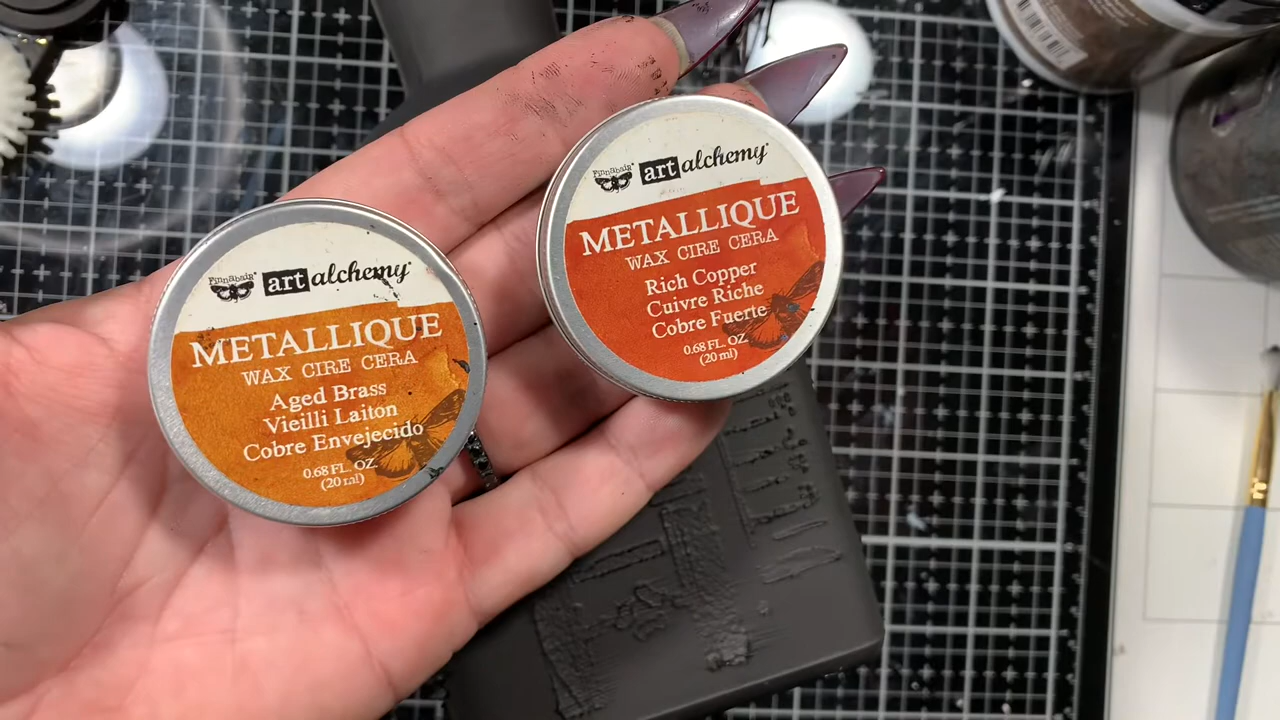 Finnabair
art alchemy
METALLIQUE
WAX CIRE CERA
Aged Brass
Vieilli Laiton
Cobre Envejecido
0.68 FL. OZ.
(20 ml)
Finnabair
art alchemy
METALLIQUE
WAX CIRE CERA
Rich Copper
Cuivre Riche
Cobre Fuerte
0.68 FL. OZ.
(20 ml)